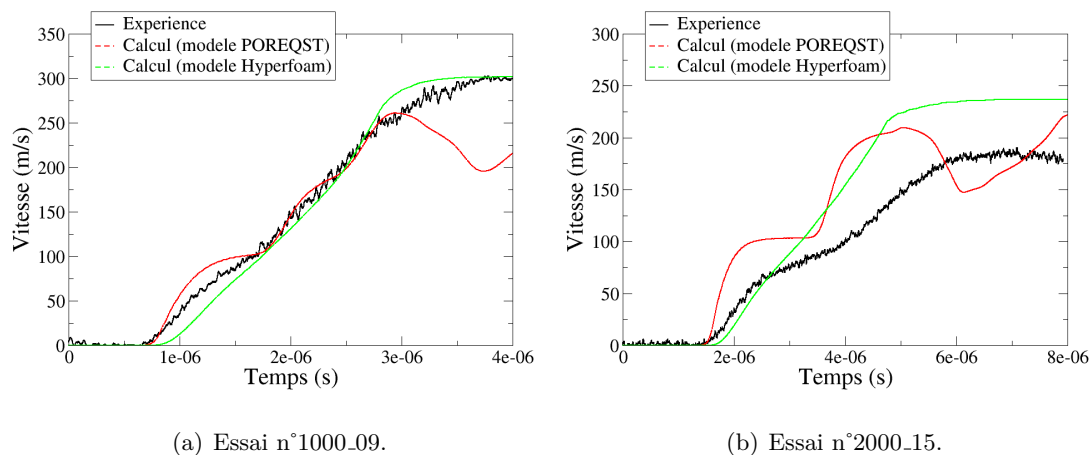 Experience
Calcul (modele POREQST)
Calcul (modele Hyperfoam)
350
300
250
200
150
100
50
0
Vitesse (m/s)
0 1e-06 2e-06 3e-06 4e-06
Temps (s)
(a) Essai n°1000_09.
Experience
Calcul (modele POREQST)
Calcul (modele Hyperfoam)
300
250
200
150
100
50
0
Vitesse (m/s)
0 2e-06 4e-06 6e-06 8e-06
Temps (s)
(b) Essai n°2000_15.